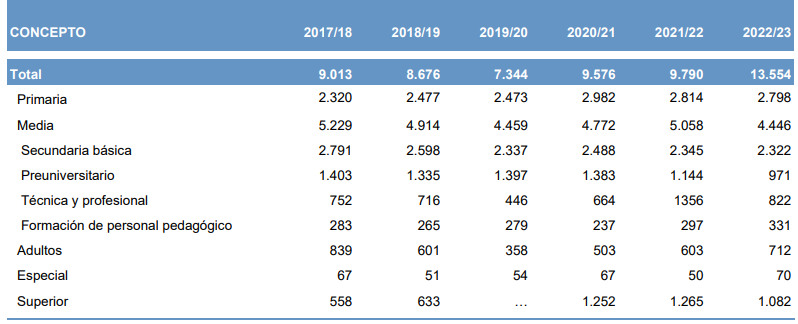 CONCEPTO 2017/18 2018/19 2019/20 2020/21 2021/22 2022/23
Total 9.013 8.676 7.344 9.576 9.790 13.554
Primaria 2.320 2.477 2.473 2.982 2.814 2.798
Media 5.229 4.914 4.459 4.772 5.058 4.446
Secundaria básica 2.791 2.598 2.337 2.488 2.345 2.322
Preuniversitario 1.403 1.335 1.397 1.383 1.144 971
Técnica y profesional 752 716 446 664 1356 822
Formación de personal pedagógico 283 265 279 237 297 331
Adultos 839 601 358 503 603 712
Especial 67 51 54 67 50 70
Superior 558 633 … 1.252 1.265 1.082